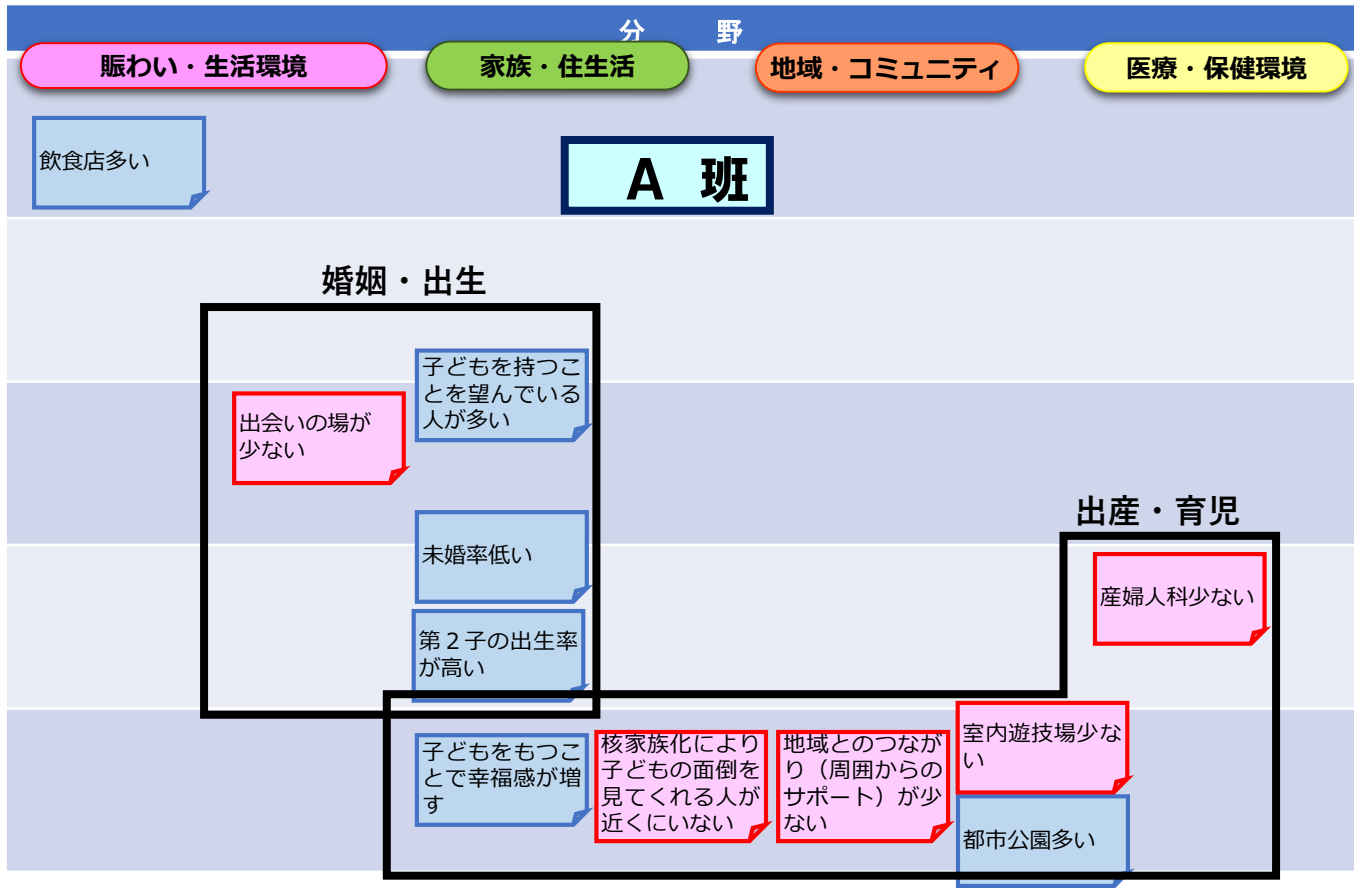 分 野
賑わい・生活環境
家族・住生活
地域・コミュニティ
医療・保健環境
飲食店多い
A 班
婚姻・出生
子どもを持つこ
とを望んでいる
人が多い
出会いの場が
少ない
未婚率低い
第２子の出生率
が高い
出産・育児
産婦人科少ない
子どもをもつこ
とで幸福感が増
す
核家族化により
子どもの面倒を
見てくれる人が
近くにいない
地域とのつなが
り（周囲からの
サポート）が少
ない
室内遊技場少な
い
都市公園多い